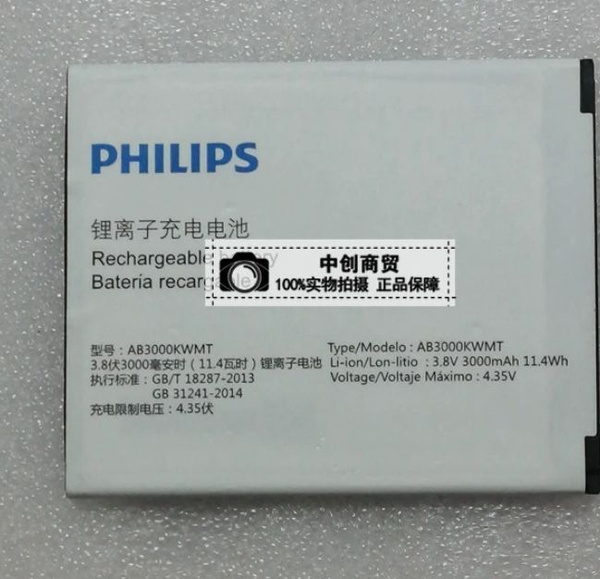 PHILIPS
锂离子充电电池
Rechargeable
Batería
中创商贸
100%实物拍摄 正品保障
型号：AB3000KWMT
3.8伏3000毫安时（11.4瓦时）锂离子电池
执行标准：GB/T 18287-2013
GB 31241-2014
充电限制电压：4.35伏
Type/Modelo : AB3000KWMT
Li-ion/Lon-litio : 3.8V 3000mAh 11.4Wh
Voltage/Voltaje Máximo : 4.35V